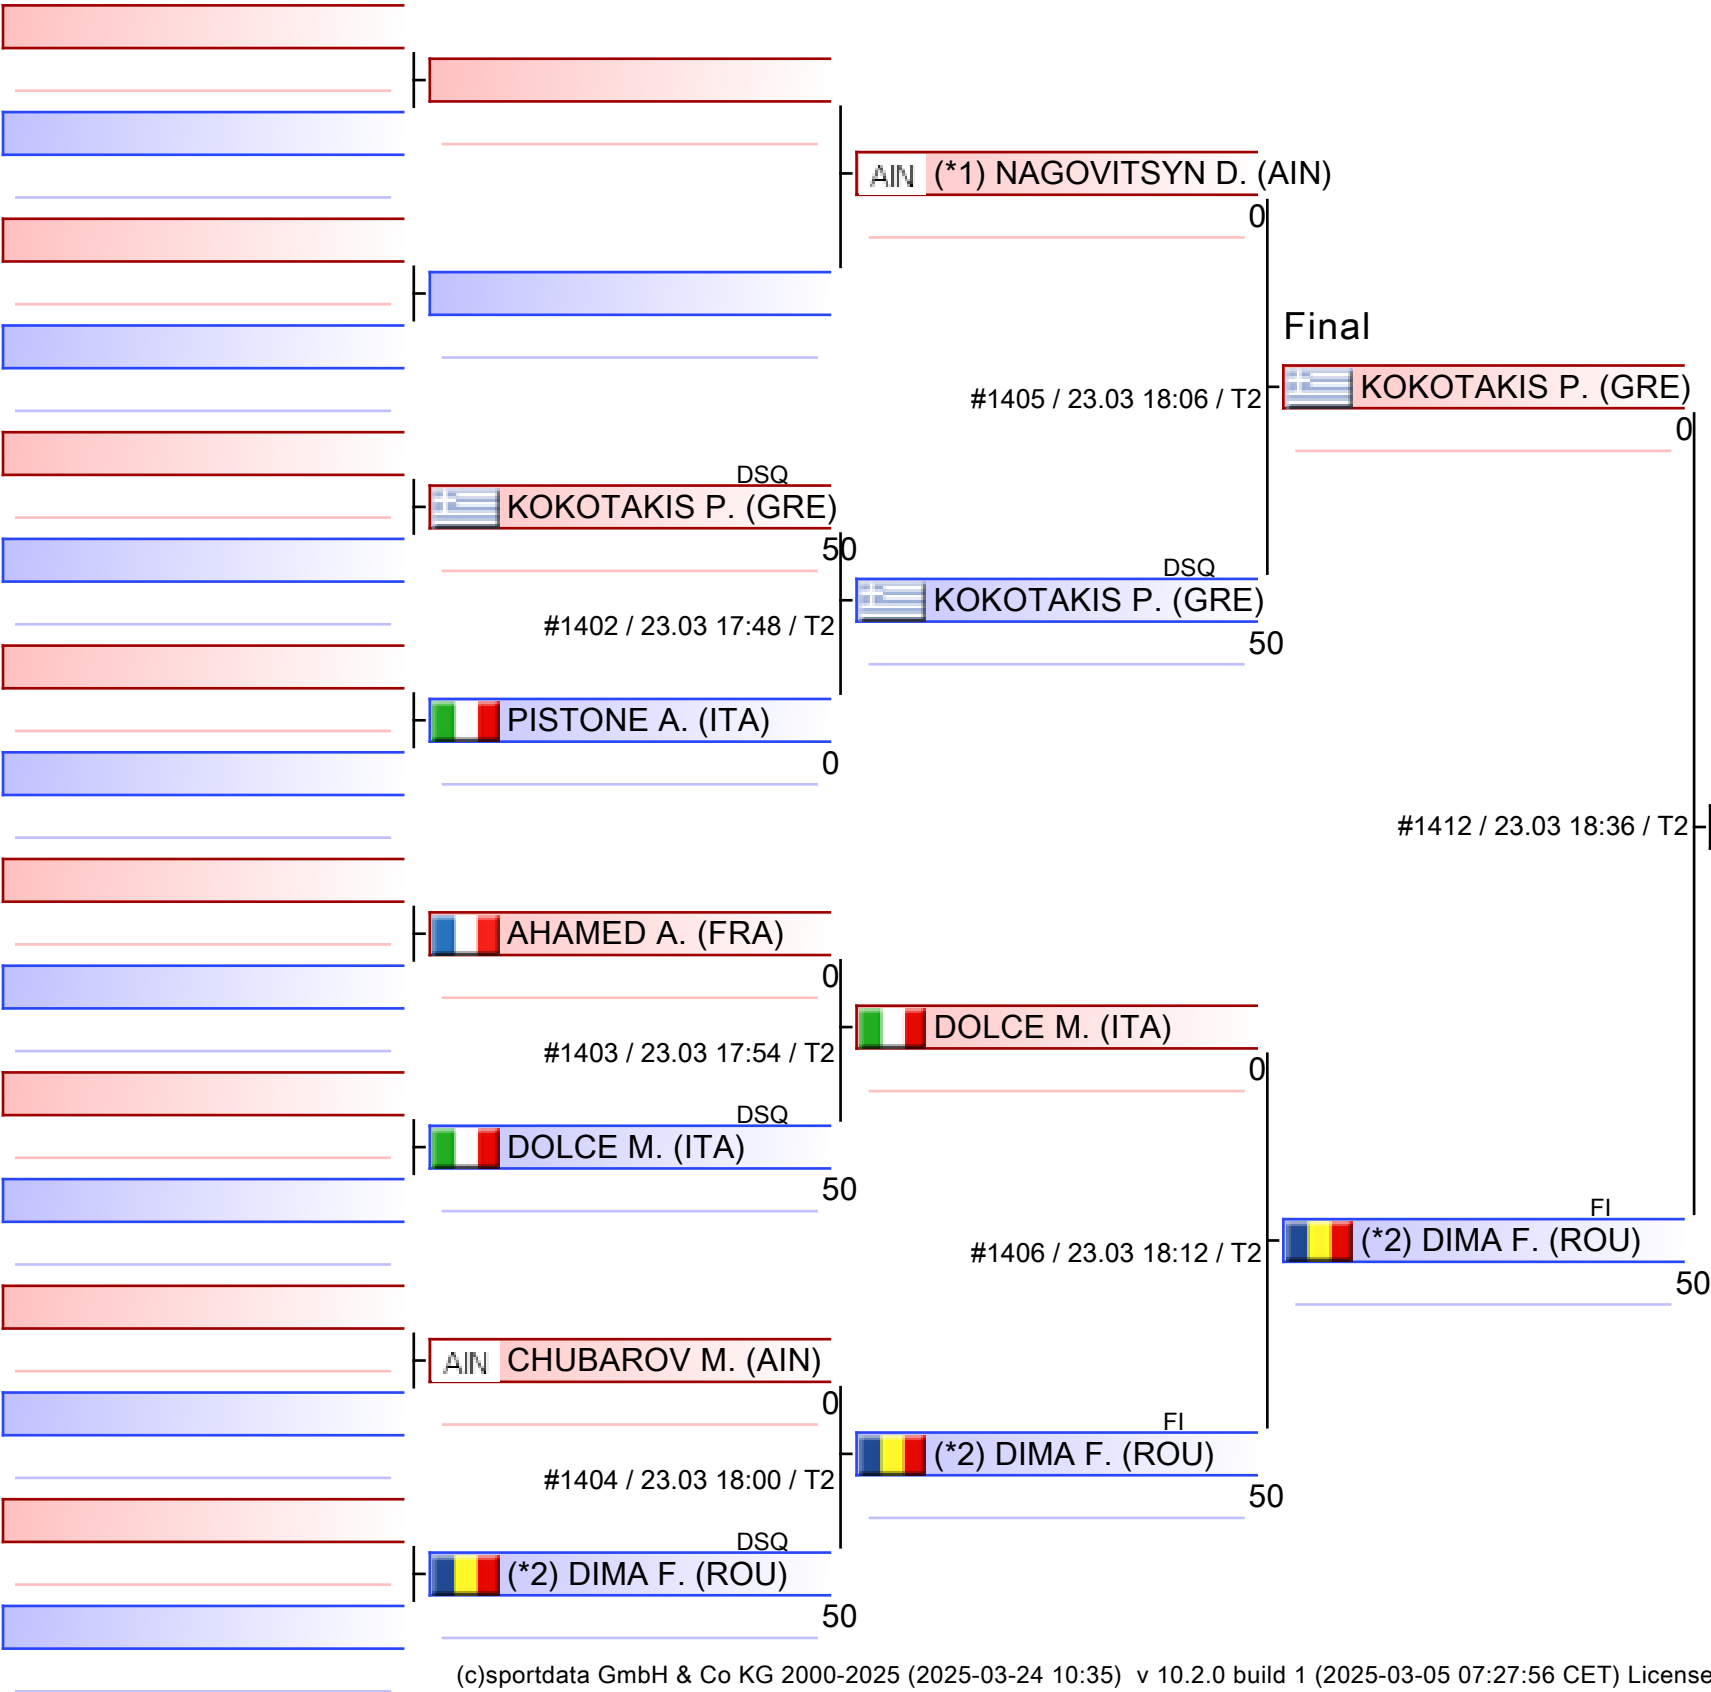 AIN (*1) NAGOVITSYN D. (AIN)
0
Final
#1405 / 23.03 18:06 / T2
KOKOTAKIS P. (GRE)
0
DSQ
KOKOTAKIS P. (GRE)
50
DSQ
KOKOTAKIS P. (GRE)
50
#1402 / 23.03 17:48 / T2
PISTONE A. (ITA)
0
#1412 / 23.03 18:36 / T2
AHAMED A. (FRA)
0
DOLCE M. (ITA)
0
#1403 / 23.03 17:54 / T2
DSQ
DOLCE M. (ITA)
50
FI
(*2) DIMA F. (ROU)
50
#1406 / 23.03 18:12 / T2
AIN CHUBAROV M. (AIN)
0
FI
(*2) DIMA F. (ROU)
50
#1404 / 23.03 18:00 / T2
DSQ
(*2) DIMA F. (ROU)
50
(c)sportdata GmbH & Co KG 2000-2025 (2025-03-24 10:35) v 10.2.0 build 1 (2025-03-05 07:27:56 CET) License